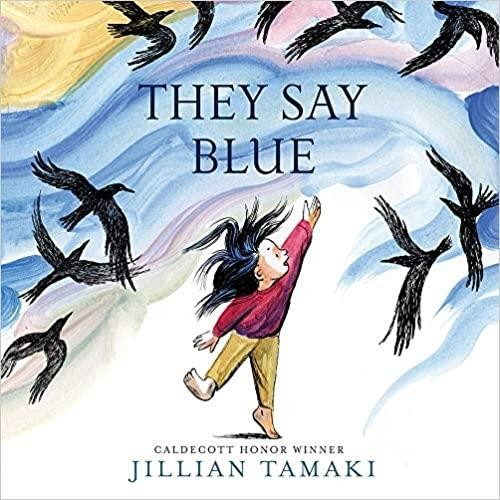 THEY SAY
BLUE
CALDECOTT HONOR WINNER
JILLIAN TAMAKI